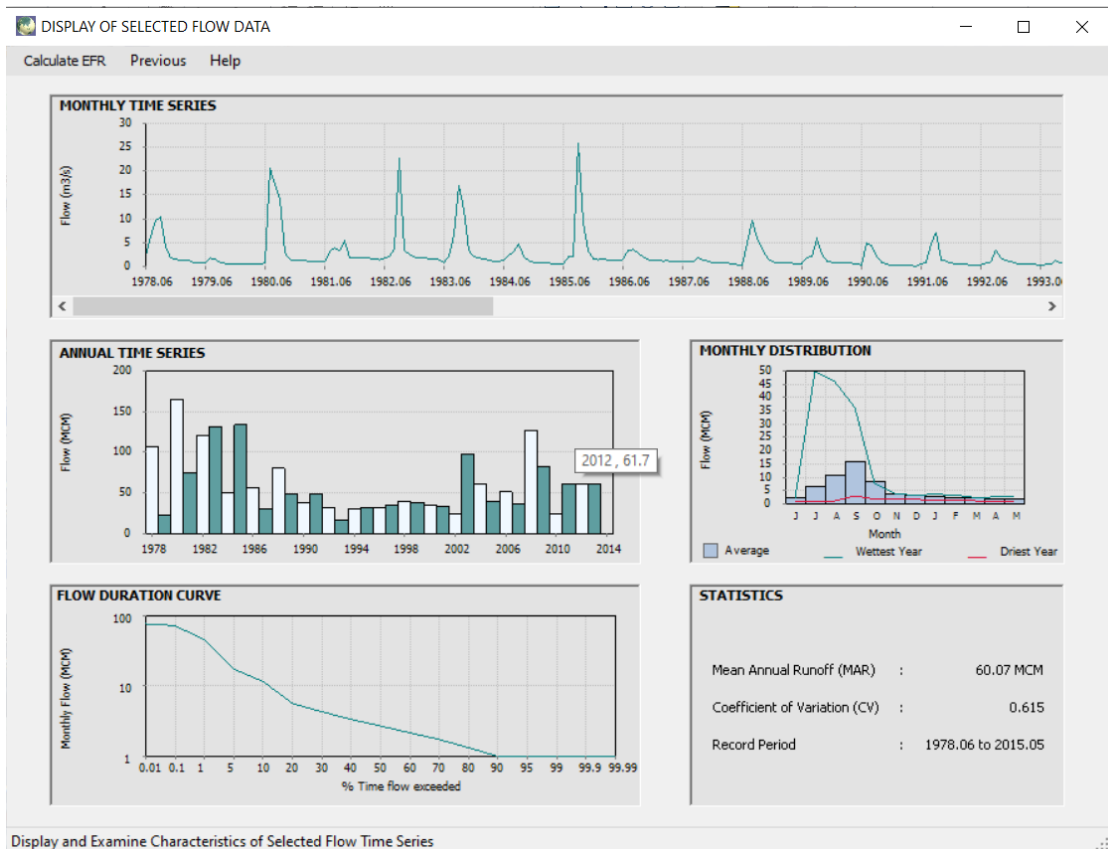 DISPLAY OF SELECTED FLOW DATA
Calculate EFR Previous Help
MONTHLY TIME SERIES
Flow (m3/s)
30
25
20
15
10
5
0
1978.06 1979.06 1980.06 1981.06 1982.06 1983.06 1984.06 1985.06 1986.06 1987.06 1988.06 1989.06 1990.06 1991.06 1992.06 1993.0
ANNUAL TIME SERIES
Flow (MCM)
200
150
100
50
0
2012 , 61.7
1978 1982 1986 1990 1994 1998 2002 2006 2010 2014
MONTHLY DISTRIBUTION
Flow (MCM)
50
45
40
35
30
25
20
15
10
5
0
J J A S O N D J F M A M
Month
Average Wettest Year Driest Year
FLOW DURATION CURVE
Monthly Flow (MCM)
100
10
1
0.01 0.1 1 5 10 20 30 40 50 60 70 80 90 95 99 99.9 99.99
% Time flow exceeded
STATISTICS
Mean Annual Runoff (MAR) : 60.07 MCM
Coefficient of Variation (CV) : 0.615
Record Period : 1978.06 to 2015.05
Display and Examine Characteristics of Selected Flow Time Series